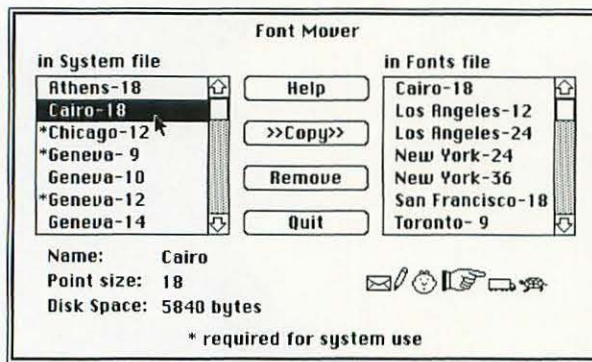 Font Mover
in System file
Athens-18
Cairo-18
*Chicago-12
*Geneva- 9
Geneva-10
*Geneva-12
Geneva-14
Help
>>Copy>>
Remove
Quit
in Fonts file
Cairo-18
Los Angeles-12
Los Angeles-24
New York-24
New York-36
San Francisco-18
Toronto- 9
Name: Cairo
Point size: 18
Disk Space: 5840 bytes
* required for system use